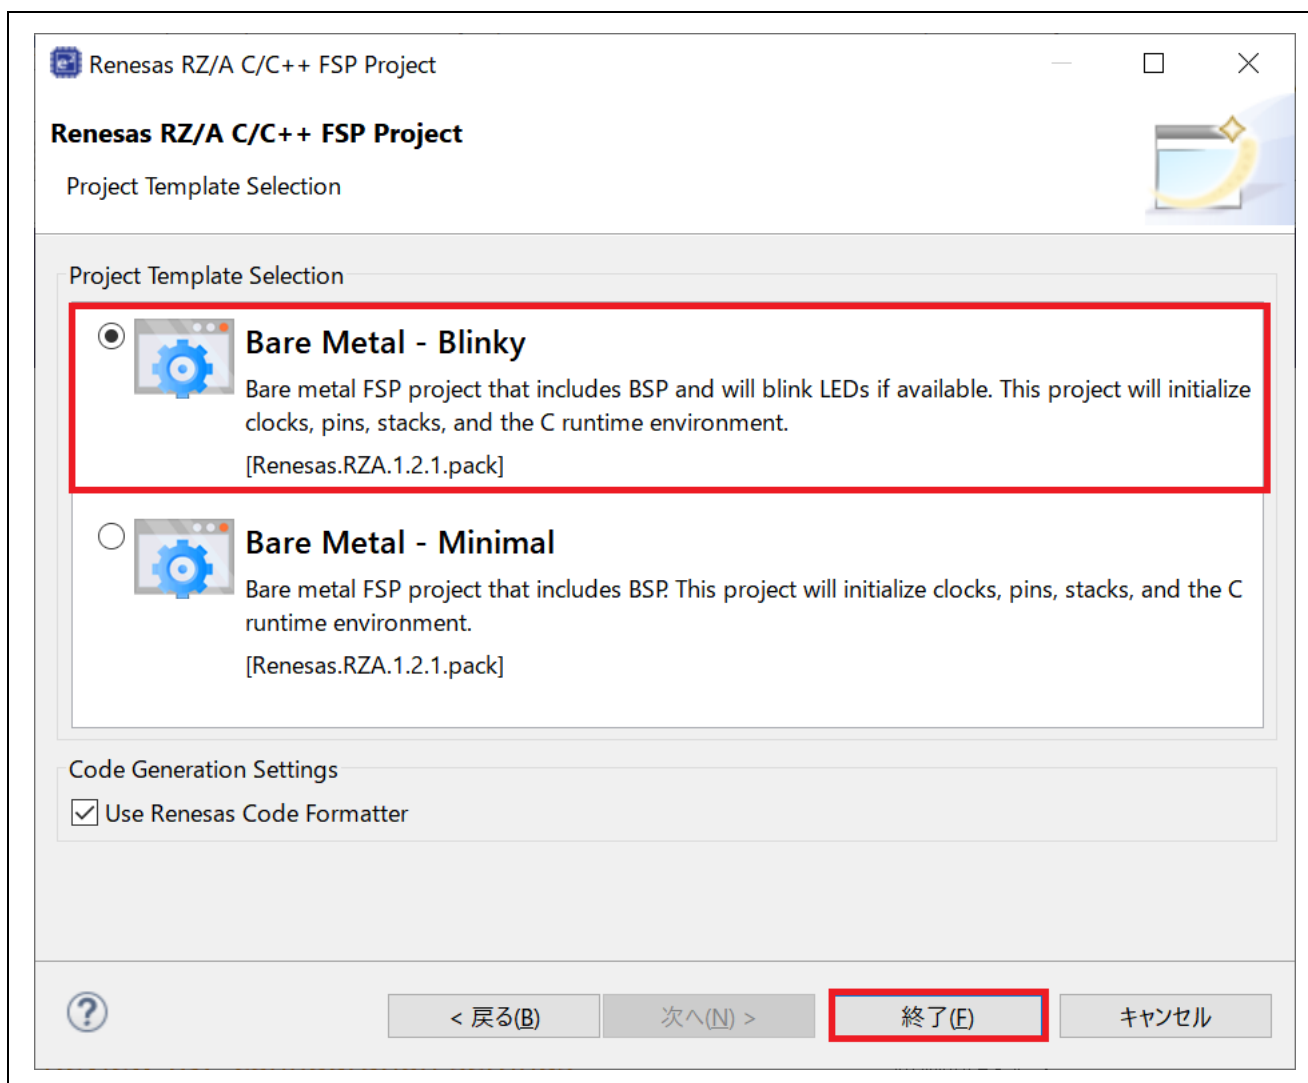 Renesas RZ/A C/C++ FSP Project
Renesas RZ/A C/C++ FSP Project
Project Template Selection
Project Template Selection
Bare Metal - Blinky
Bare metal FSP project that includes BSP and will blink LEDs if available. This project will initialize
clocks, pins, stacks, and the C runtime environment.
[Renesas.RZA.1.2.1.pack]
Bare Metal - Minimal
Bare metal FSP project that includes BSP. This project will initialize clocks, pins, stacks, and the C
runtime environment.
[Renesas.RZA.1.2.1.pack]
Code Generation Settings
Use Renesas Code Formatter
< 戻る(B) 次へ(N) > 終了(F) キャンセル